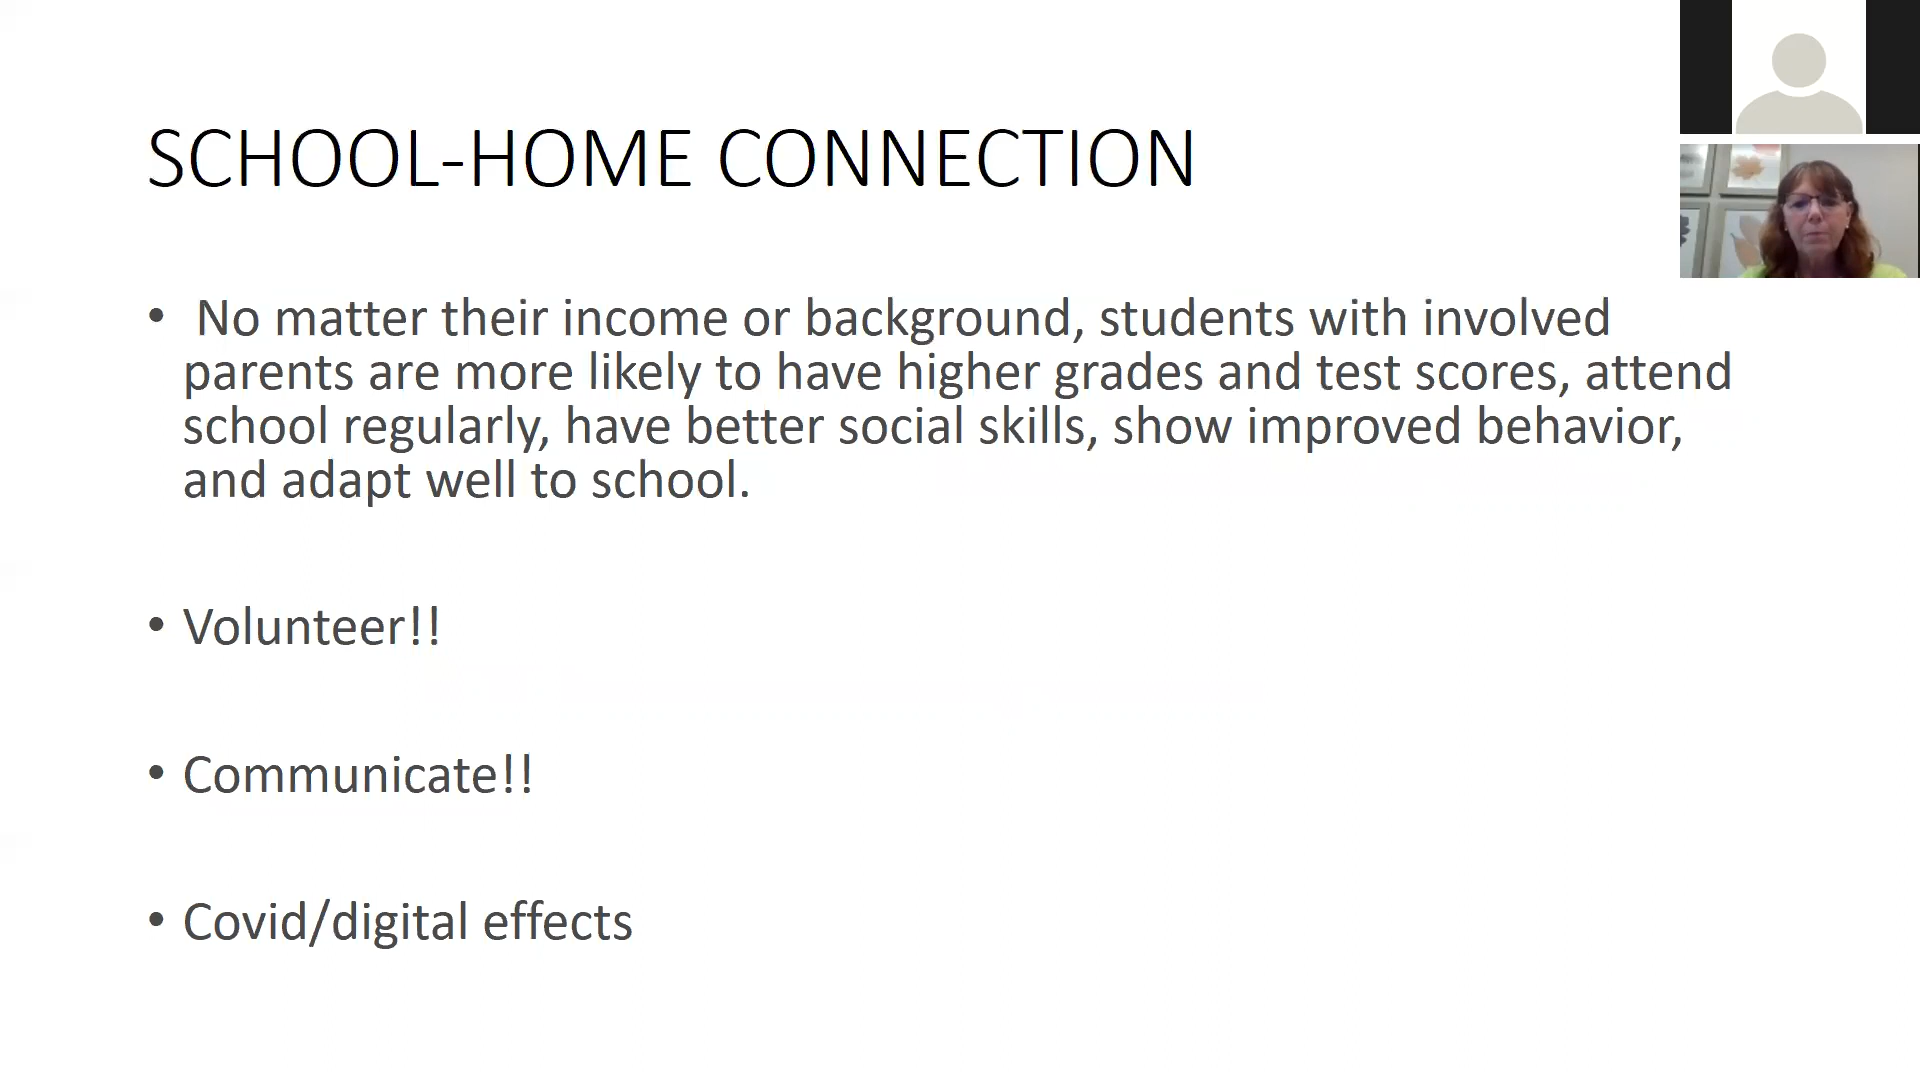 SCHOOL-HOME CONNECTION
• No matter their income or background, students with involved
parents are more likely to have higher grades and test scores, attend
school regularly, have better social skills, show improved behavior,
and adapt well to school.
• Volunteer!!
• Communicate!!
• Covid/digital effects